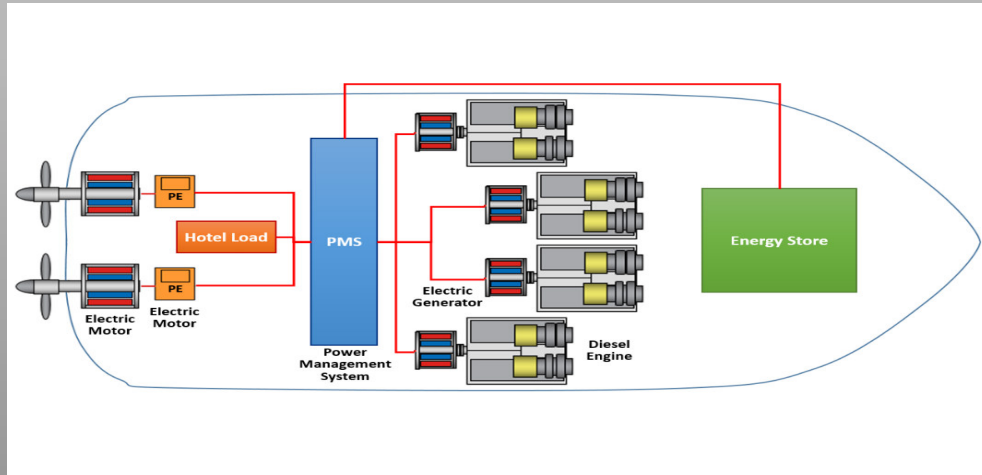 PE
Hotel Load
PMS
Energy Store
PE
Electric
Motor
Electric
Motor
Electric
Generator
Power
Management
System
Diesel
Engine